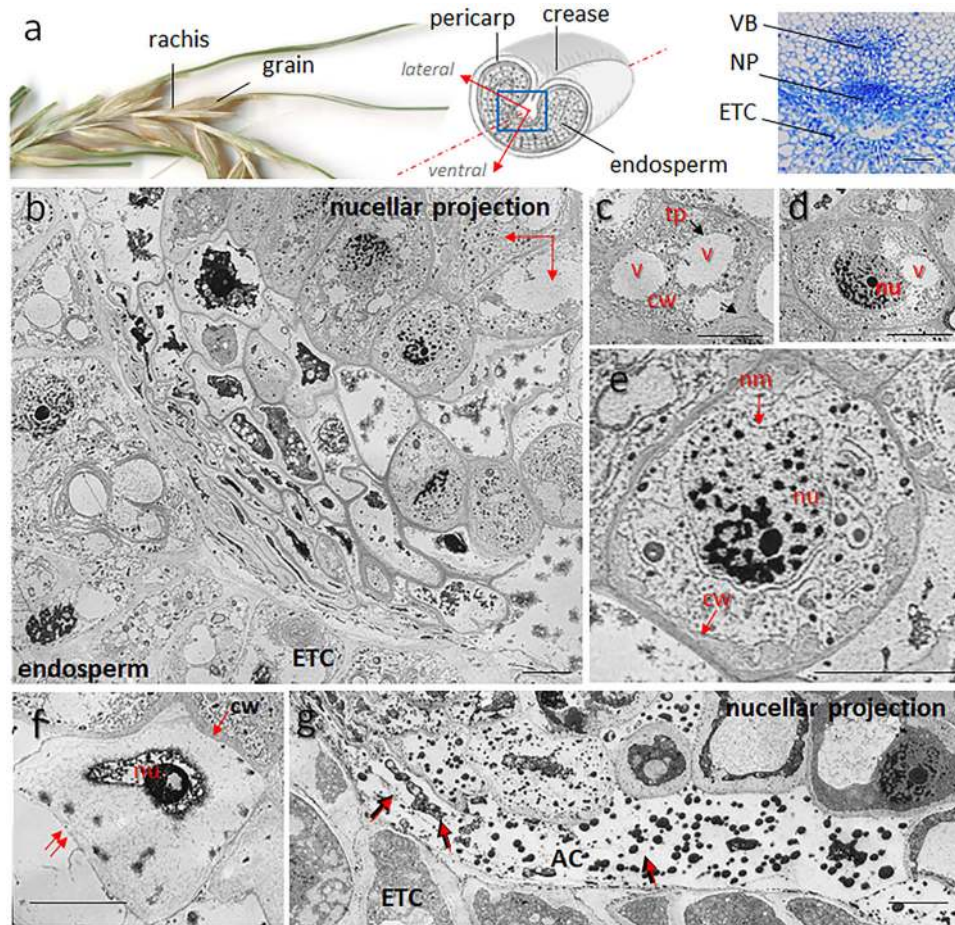 a
rachis
grain
pericarp
crease
lateral
ventral
endosperm
VB
NP
ETC
b
nucellar projection
endosperm
ETC
c
tp
v
v
cw
d
nu
v
e
nm
nu
cw
f
cw
nu
g
nucellar projection
AC
ETC